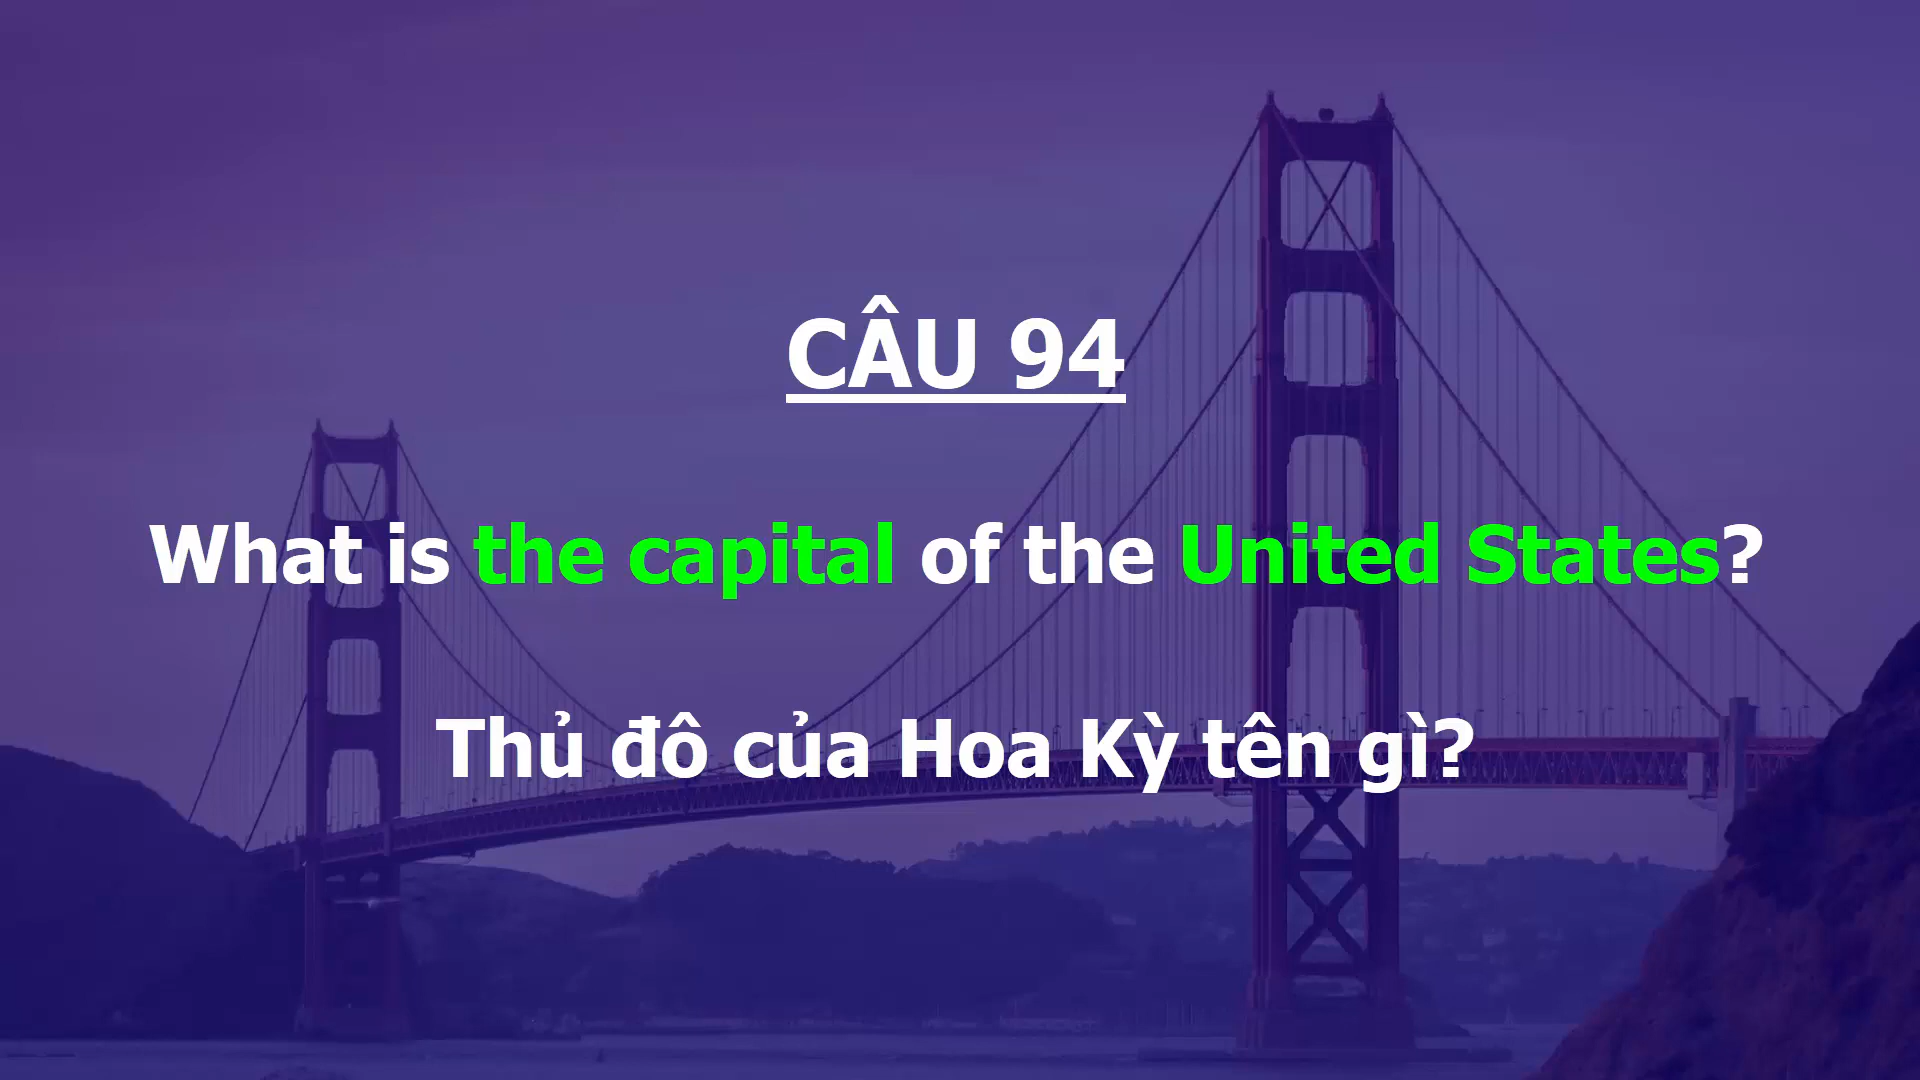 CÂU 94
What is the capital of the United States?
Thủ đô của Hoa Kỳ tên gì?